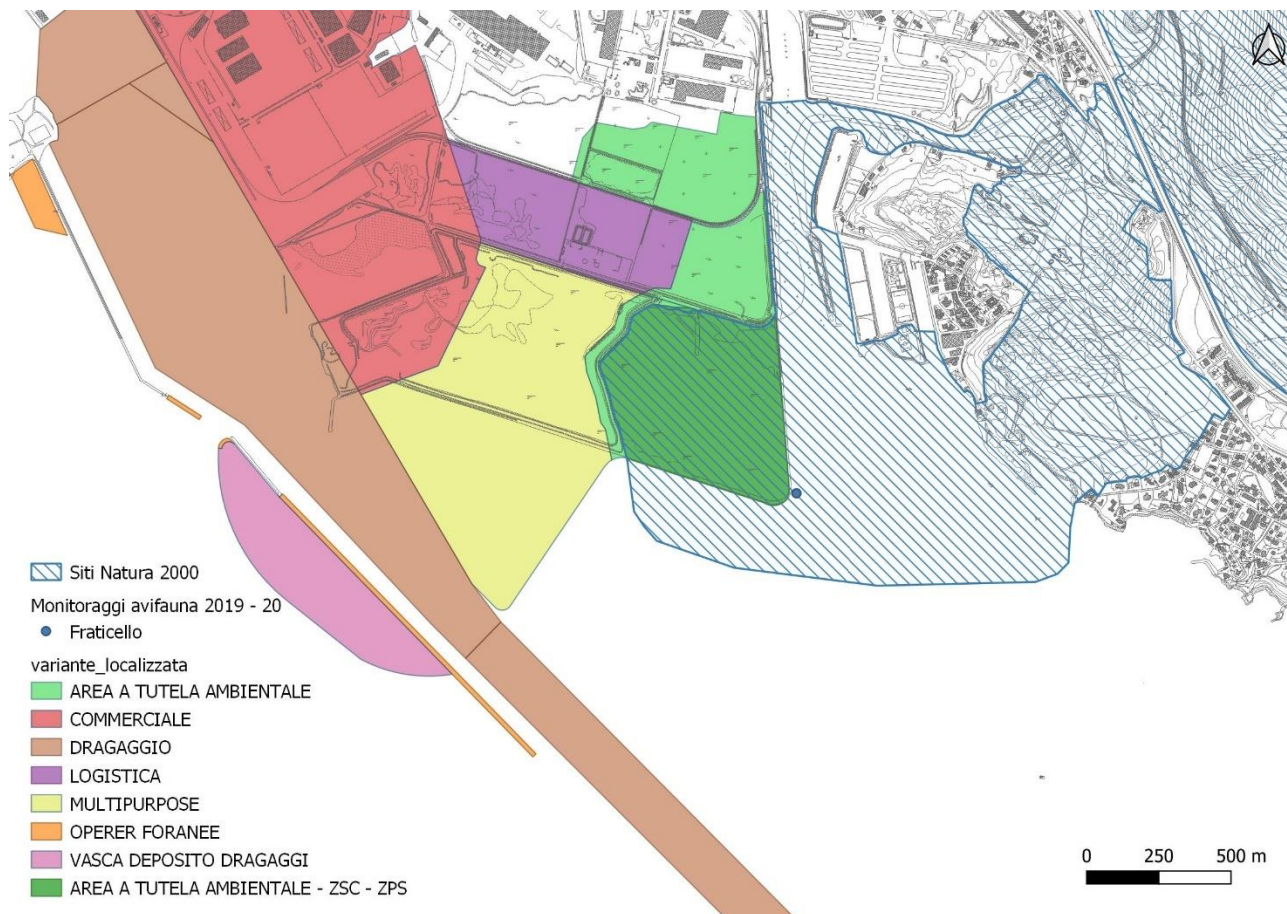 Siti Natura 2000
Monitoraggi avifauna 2019 - 20
Fraticello
variante_localizzata
AREA A TUTELA AMBIENTALE
COMMERCIALE
DRAGAGGIO
LOGISTICA
MULTIPURPOSE
OPERER FORANEE
VASCA DEPOSITO DRAGAGGI
AREA A TUTELA AMBIENTALE - ZSC - ZPS
0 250 500 m